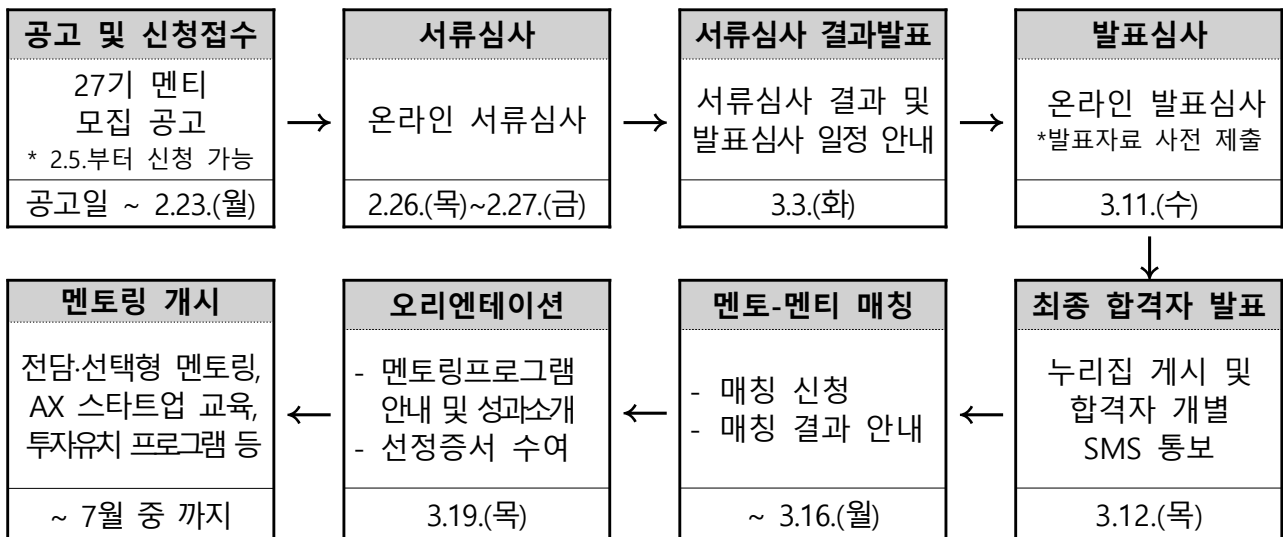 공고 및 신청접수
27기 멘티
모집 공고
* 2.5.부터 신청 가능
공고일 ~ 2.23.(월)
→
서류심사
온라인 서류심사
2.26.(목)~2.27.(금)
→
서류심사 결과발표
서류심사 결과 및
발표심사 일정 안내
3.3.(화)
→
발표심사
온라인 발표심사
*발표자료 사전 제출
3.11.(수)
↓
최종 합격자 발표
누리집 게시 및
합격자 개별
SMS 통보
3.12.(목)
←
멘토-멘티 매칭
- 매칭 신청
- 매칭 결과 안내
~ 3.16.(월)
←
오리엔테이션
- 멘토링프로그램
안내 및 성과소개
- 선정증서 수여
3.19.(목)
←
멘토링 개시
전담·선택형 멘토링,
AX 스타트업 교육,
투자유치 프로그램 등
~ 7월 중 까지